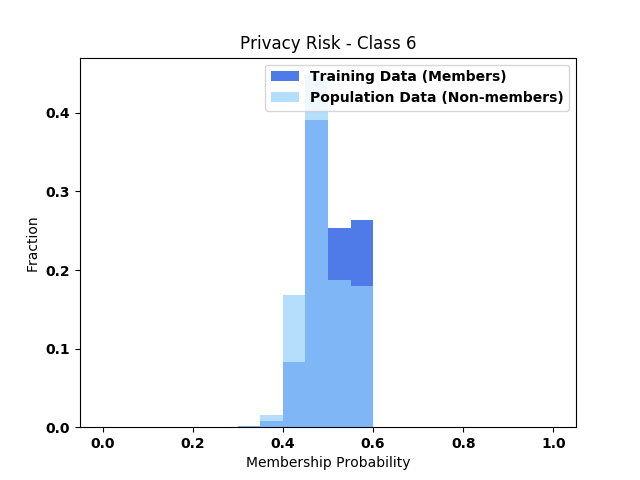 Privacy Risk - Class 6
Training Data (Members)
Population Data (Non-members)
Fraction
0.4
0.3
0.2
0.1
0.0
0.0 0.2 0.4 0.6 0.8 1.0
Membership Probability